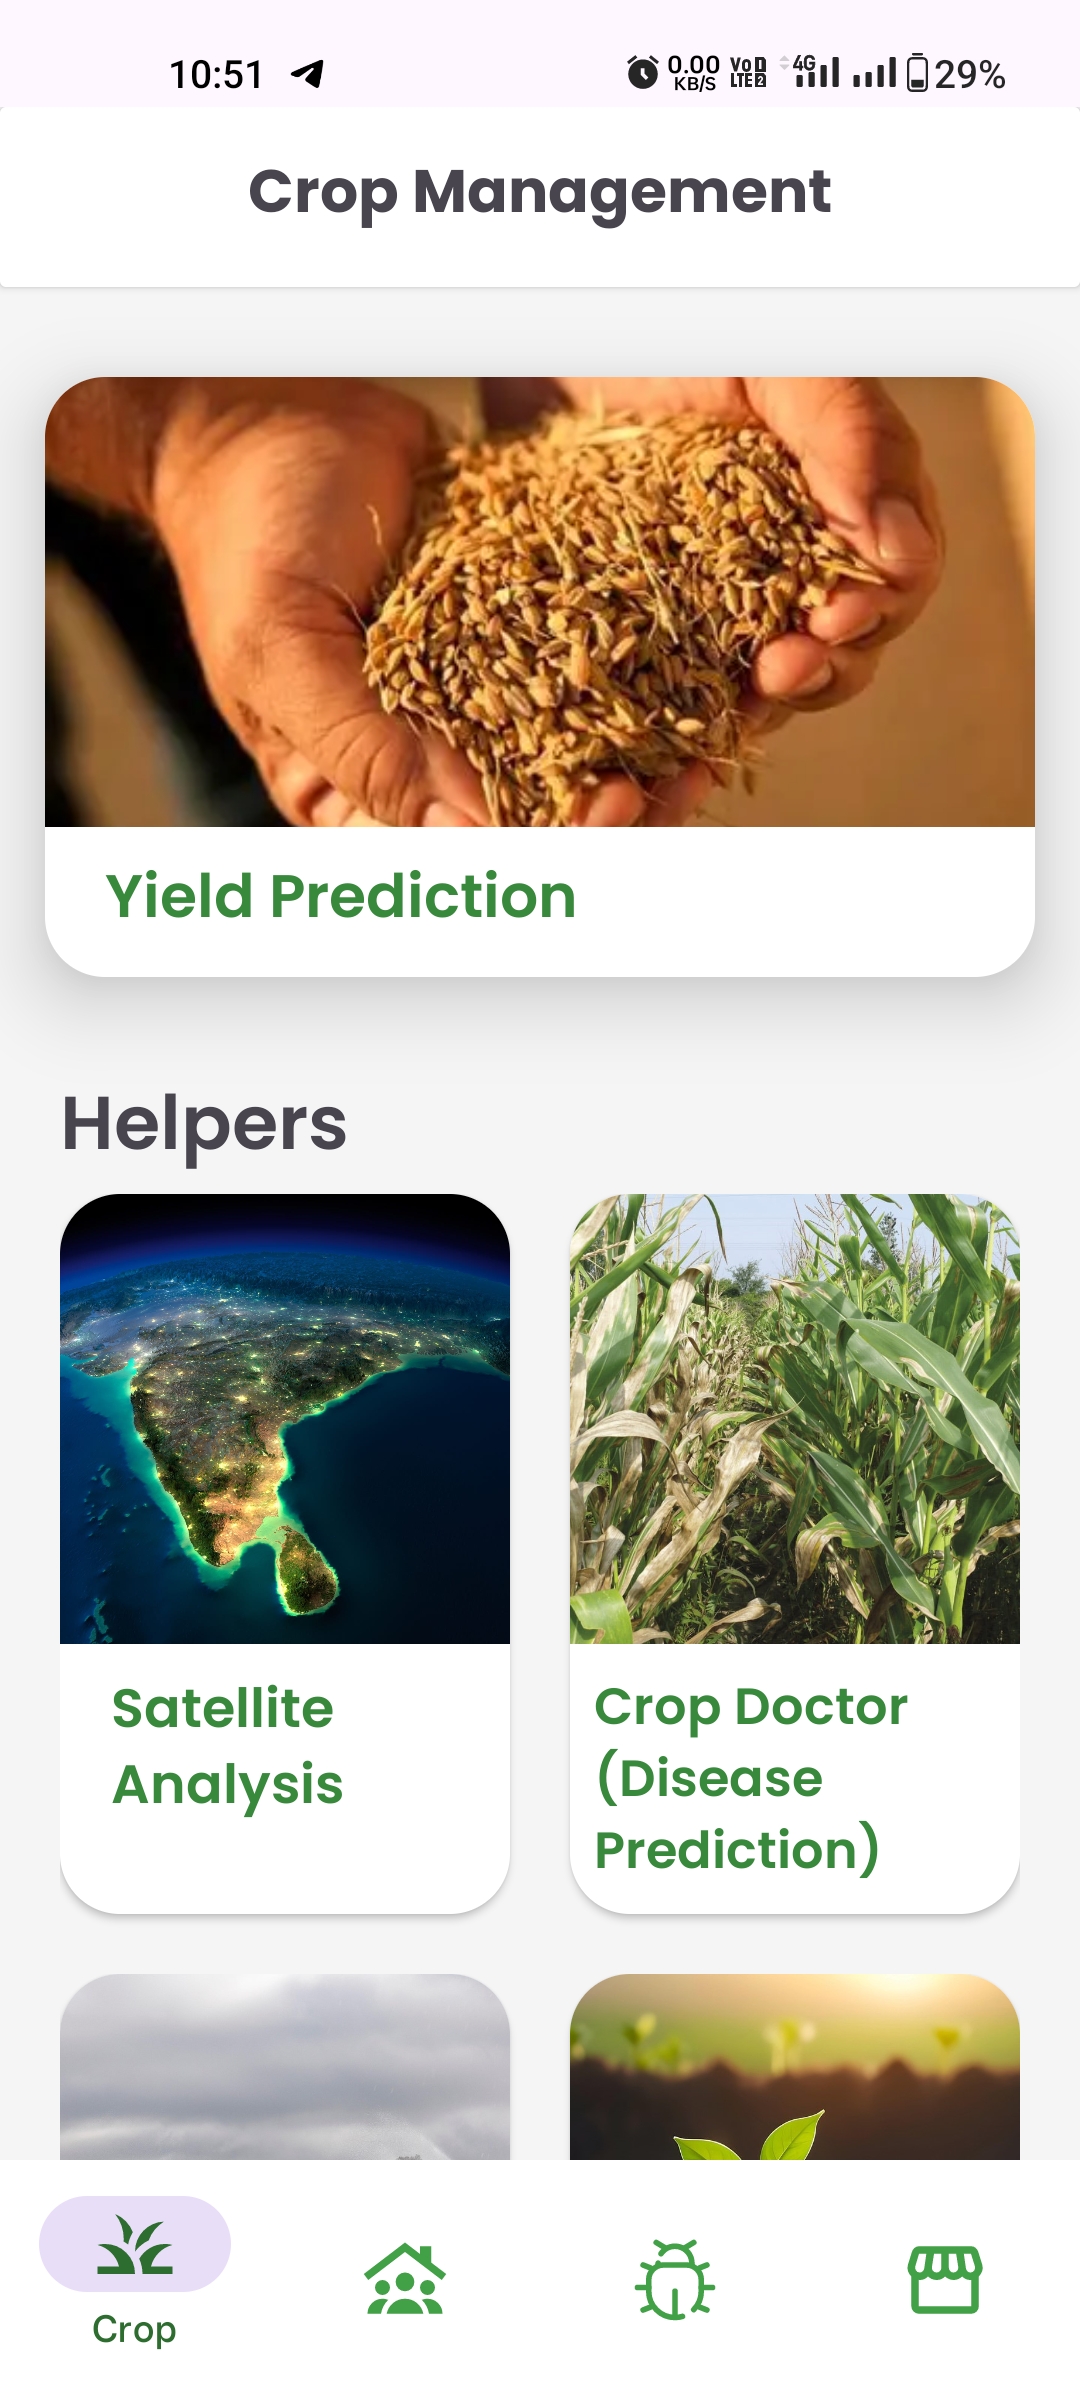 10:51
0.00
KB/S
Vo
LTE 2
4G
29%
Crop Management
Yield Prediction
Helpers
Satellite
Analysis
Crop Doctor
(Disease
Prediction)
Crop